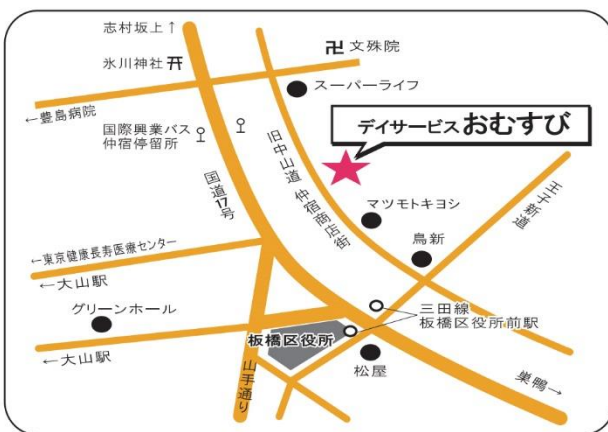 志村坂上↑
氷川神社
卍 文殊院
スーパーライフ
←豊島病院
国際興業バス
仲宿停留所
デイサービス おむすび
旧中山道 仲宿商店街
王子新道
マツモトキヨシ
国道17号
鳥新
←東京健康長寿医療センター
←大山駅
グリーンホール
三田線
板橋区役所前駅
板橋区役所
←大山駅
松屋
山手通り
巣鴨→